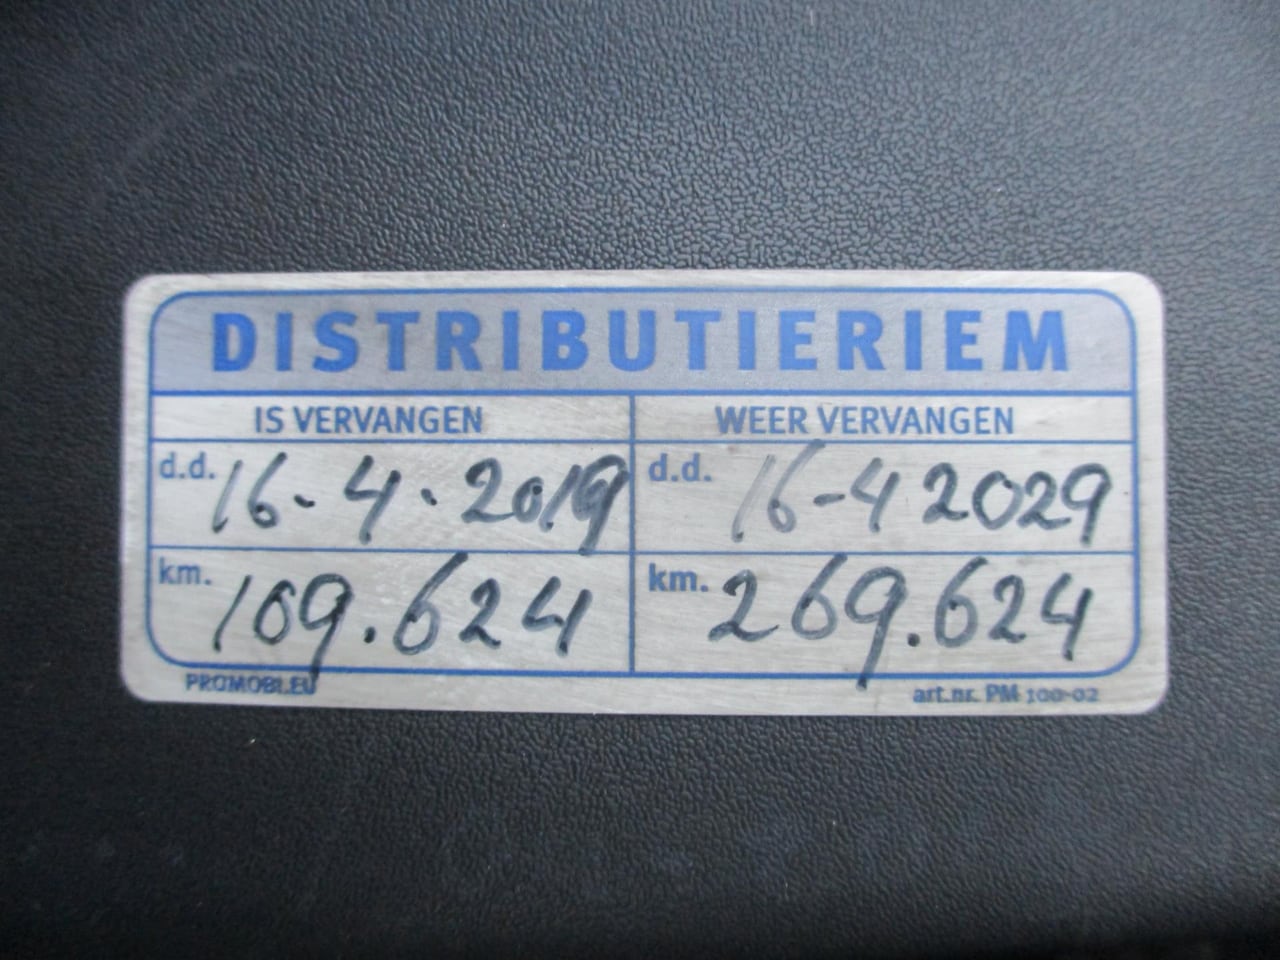 DISTRIBUTIERIEM
IS VERVANGEN WEER VERVANGEN
d.d. 16-4.2019 d.d. 16-4 2029
km. 169.624 km. 269.624
PROMOBI.EU art.nr. PM 100-02